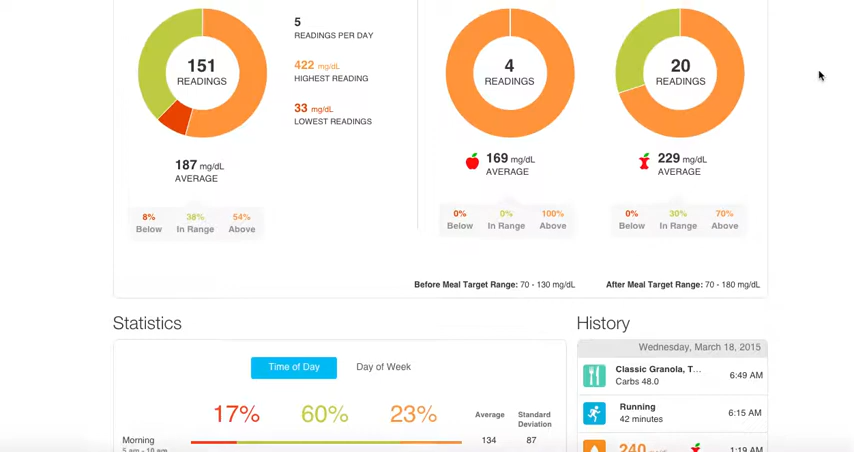 151
READINGS
187 mg/dL
AVERAGE
8% 38% 54%
Below In Range Above
5
READINGS PER DAY
422 mg/dL
HIGHEST READING
33 mg/dL
LOWEST READINGS
4
READINGS
169 mg/dL
AVERAGE
0% 0% 100%
Below In Range Above
20
READINGS
229 mg/dL
AVERAGE
0% 30% 70%
Below In Range Above
Before Meal Target Range: 70 - 130 mg/dL After Meal Target Range: 70 - 180 mg/dL
Statistics
Time of Day Day of Week
17% 60% 23% Average Standard
Deviation
Morning 134 87
5 am - 10 am
History
Wednesday, March 18, 2015
Classic Granola, T... 6:49 AM
Carbs 48.0
Running 6:15 AM
42 minutes
240 1:19 AM